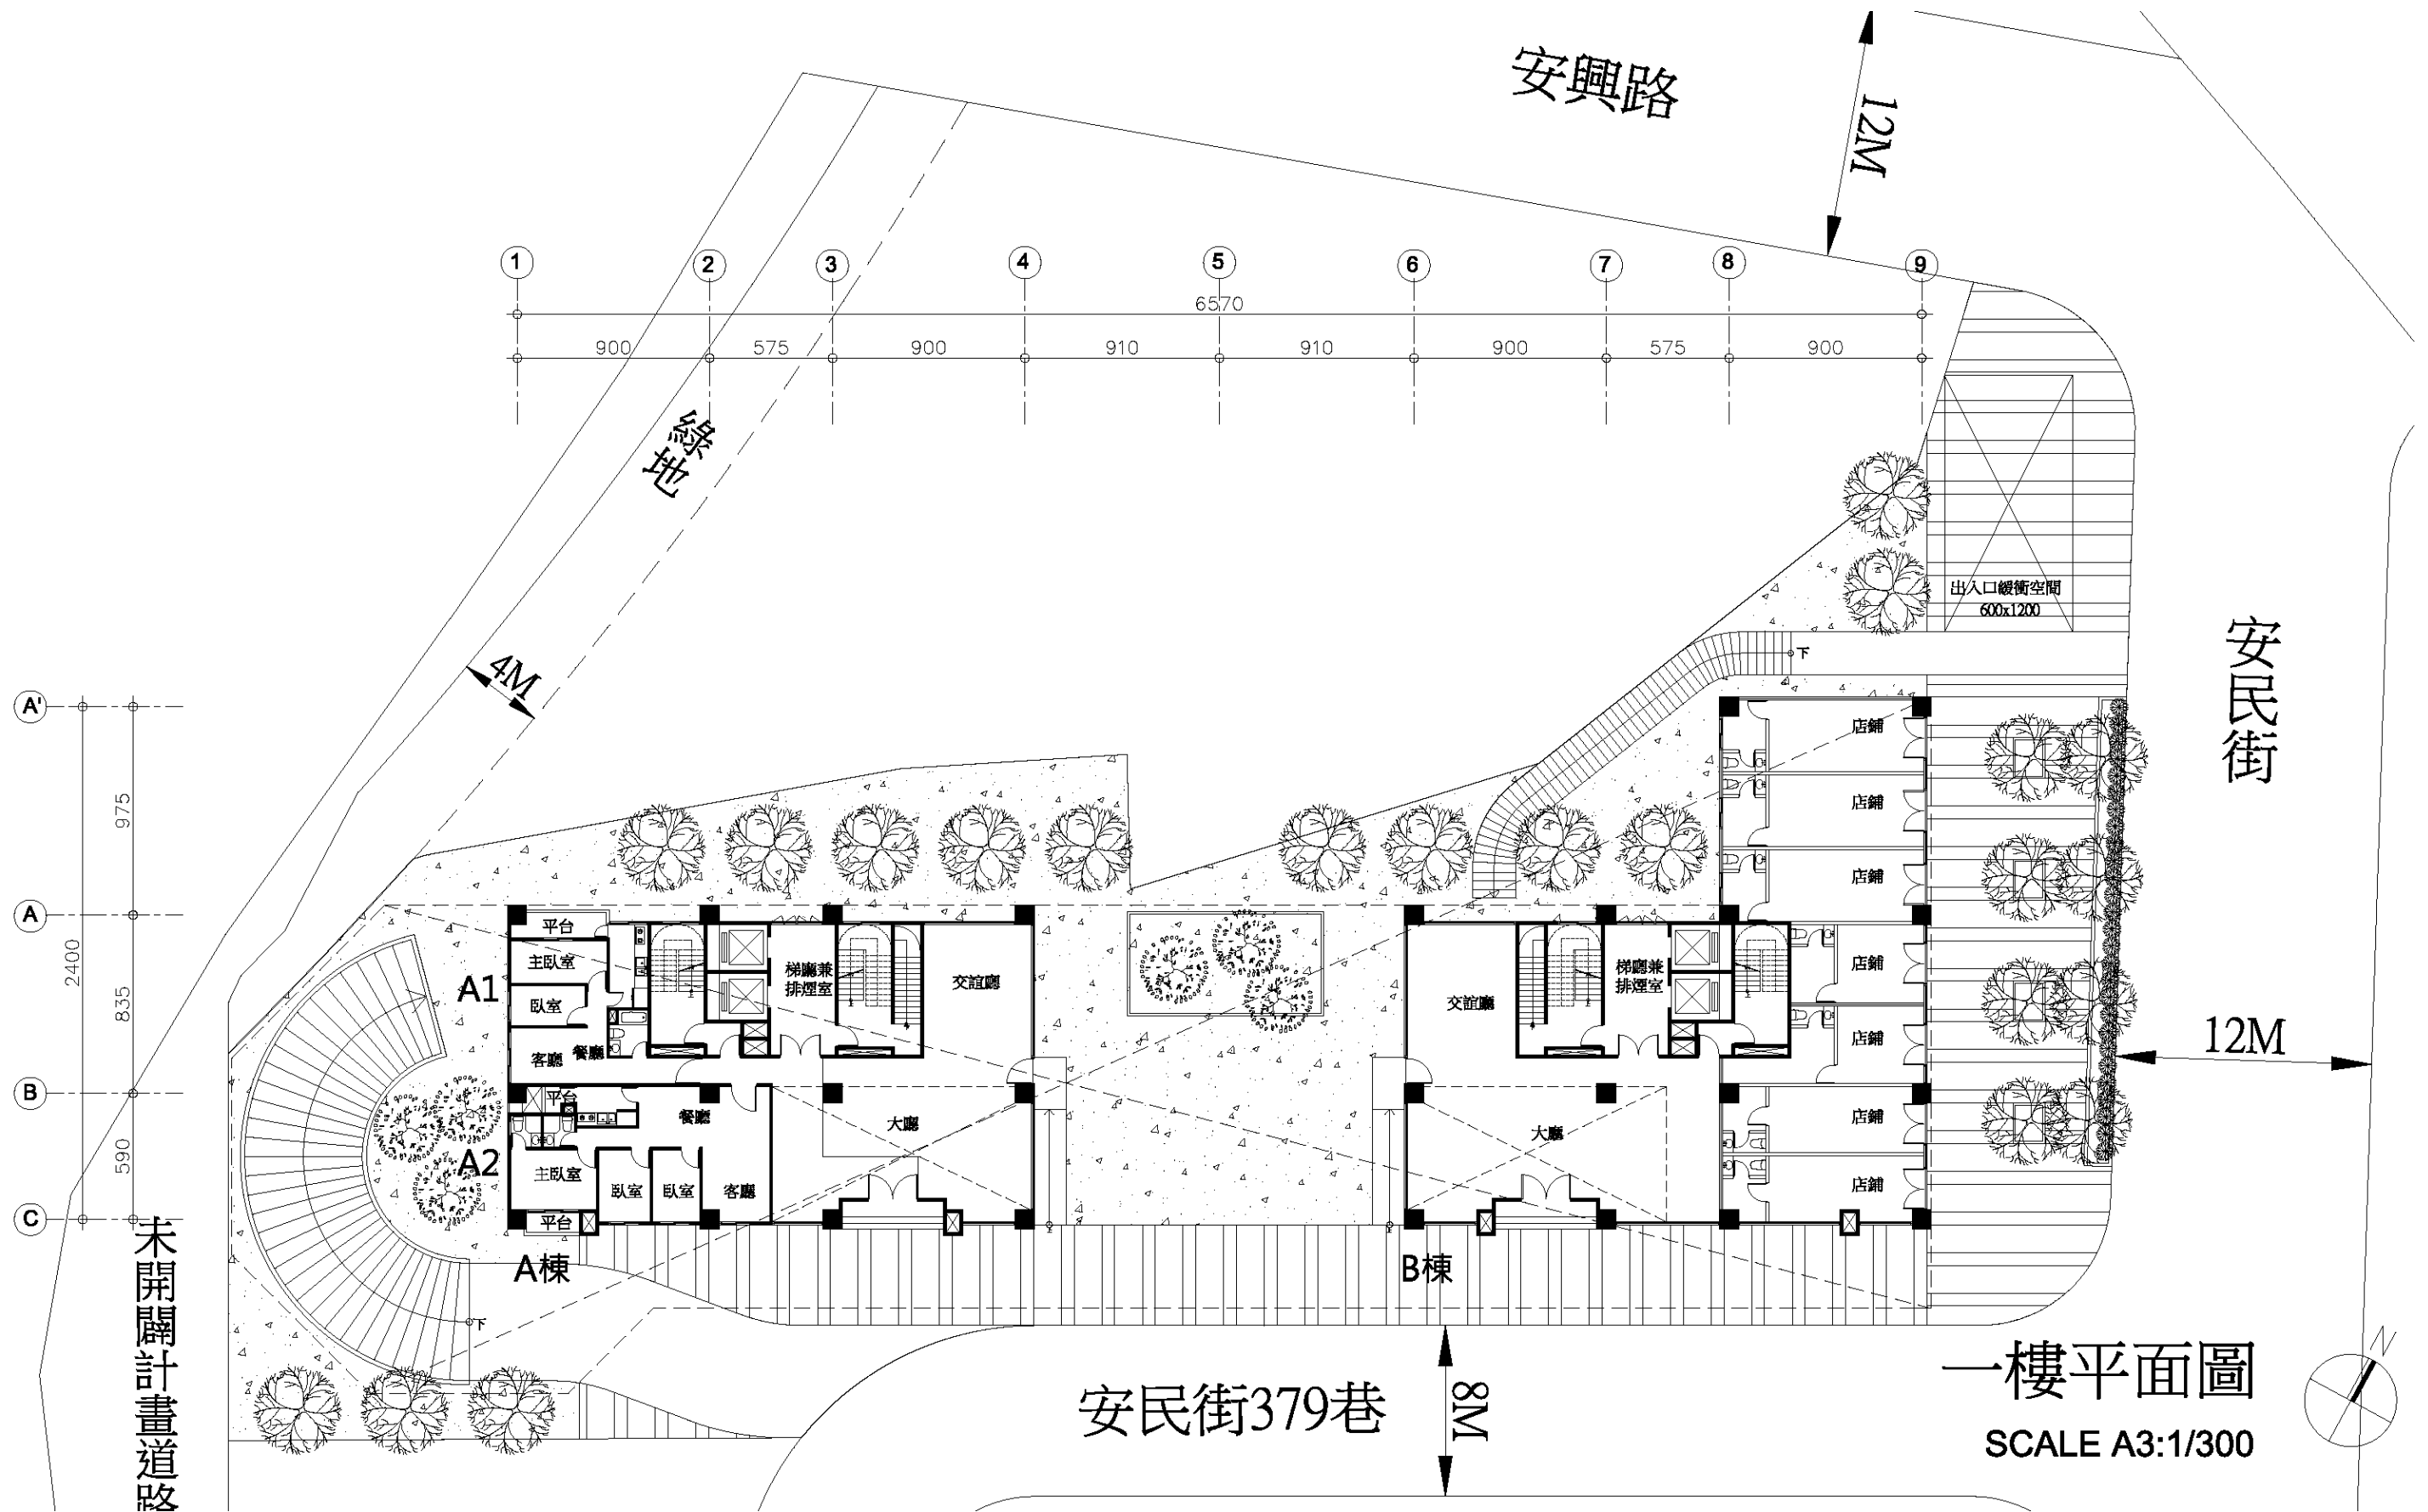 安興路
12M
1 2 3 4 5 6 7 8 9
6570
900 575 900 910 910 900 575 900
綠地
4M
出入口緩衝空間
600x1200
安民街
下
A'
975
A
835
2400
B
590
C
店鋪
店鋪
店鋪
平台
主臥室
A1
臥室
客廳 餐廳
梯廳兼
排煙室
交誼廳
交誼廳
梯廳兼
排煙室
店鋪
店鋪
12M
平台
餐廳
大廳
大廳
店鋪
A2
主臥室
臥室 臥室 客廳
店鋪
平台
A棟
B棟
下
未開闢計畫道路
安民街379巷
8M
一樓平面圖
SCALE A3:1/300
N